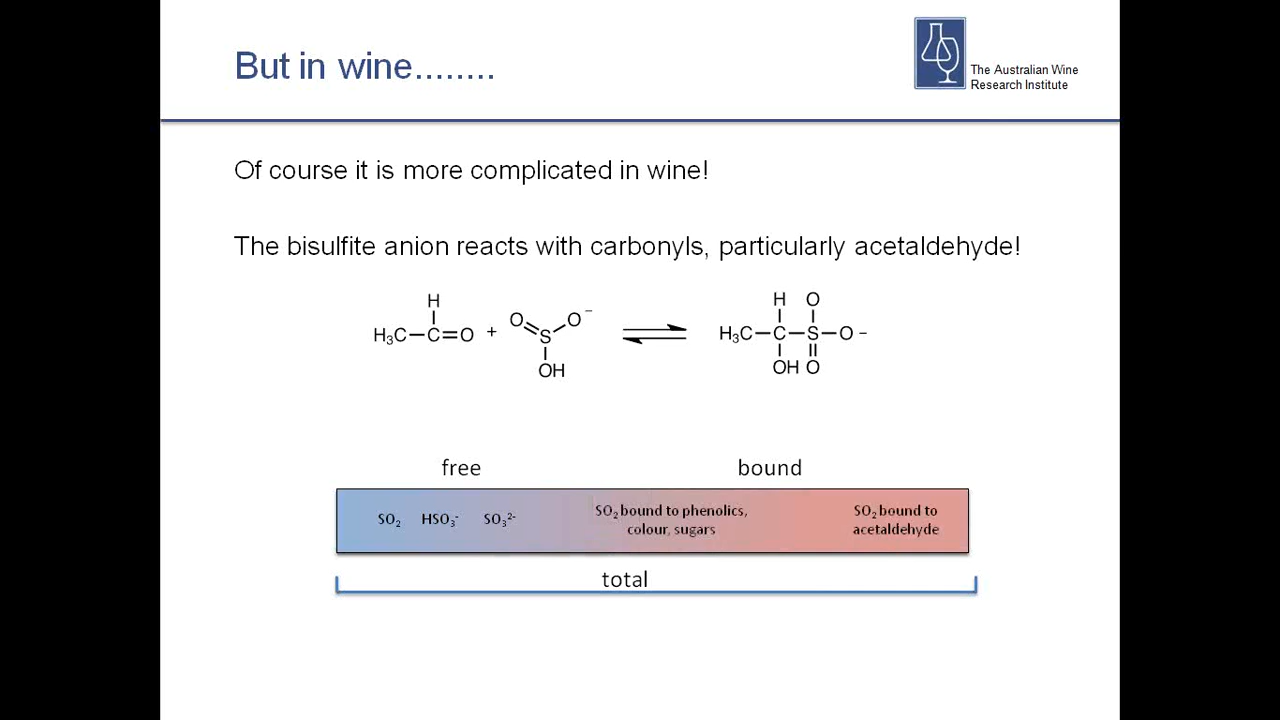 But in wine........
The Australian Wine
Research Institute
Of course it is more complicated in wine!
The bisulfite anion reacts with carbonyls, particularly acetaldehyde!
H
H₃C–C=O + O=S–O⁻
OH
⇌
H O
H₃C–C–S–O –
OH O
free bound
SO₂ HSO₃⁻ SO₃²⁻
SO₂ bound to phenolics,
colour, sugars
SO₂ bound to
acetaldehyde
total